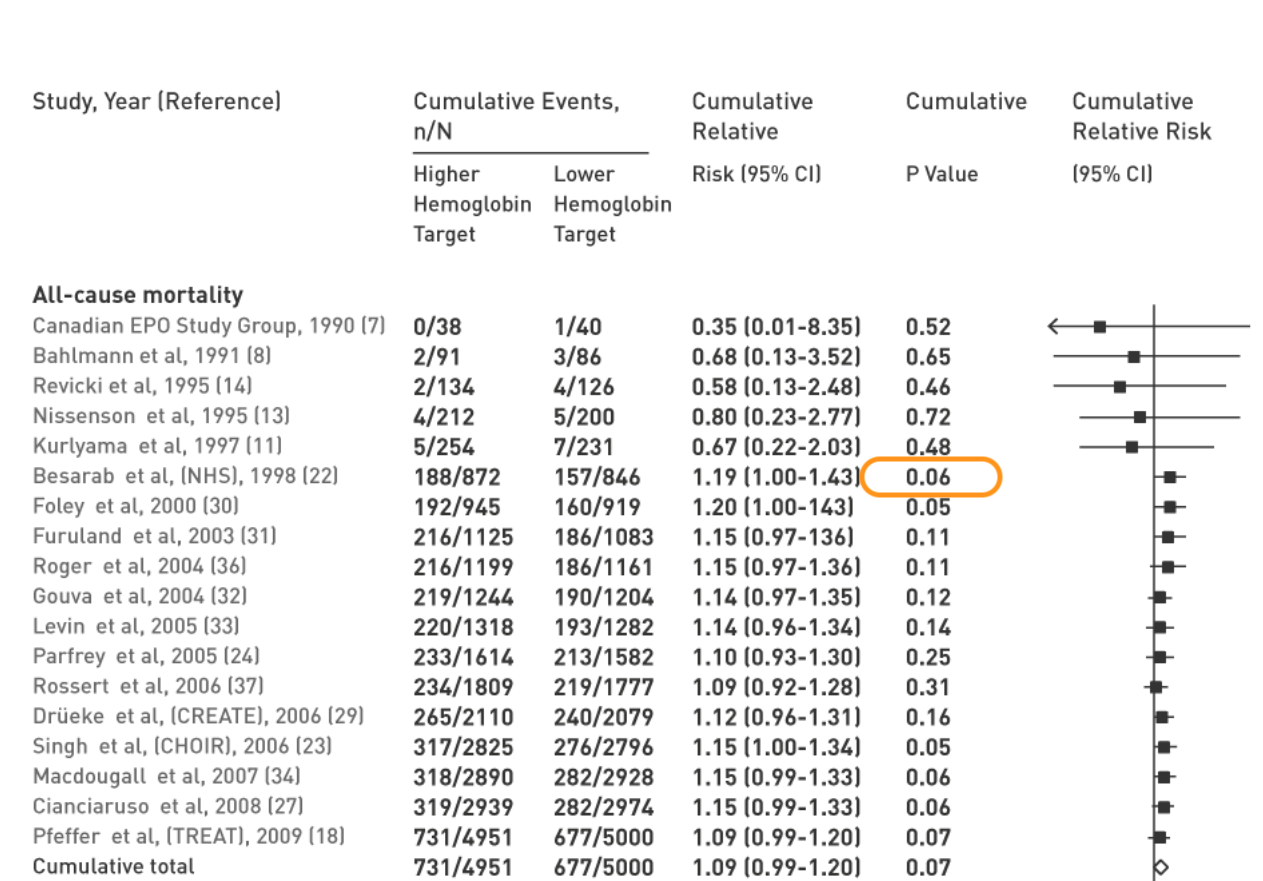 Study, Year (Reference) Cumulative Events, Cumulative Cumulative Cumulative
n/N Relative Relative Risk
Higher Lower Risk (95% CI) P Value (95% CI)
Hemoglobin Hemoglobin
Target Target
All-cause mortality
Canadian EPO Study Group, 1990 (7) 0/38 1/40 0.35 (0.01-8.35) 0.52
Bahlmann et al, 1991 (8) 2/91 3/86 0.68 (0.13-3.52) 0.65
Revicki et al, 1995 (14) 2/134 4/126 0.58 (0.13-2.48) 0.46
Nissenson et al, 1995 (13) 4/212 5/200 0.80 (0.23-2.77) 0.72
Kurlyama et al, 1997 (11) 5/254 7/231 0.67 (0.22-2.03) 0.48
Besarab et al, (NHS), 1998 (22) 188/872 157/846 1.19 (1.00-1.43) 0.06
Foley et al, 2000 (30) 192/945 160/919 1.20 (1.00-143) 0.05
Furuland et al, 2003 (31) 216/1125 186/1083 1.15 (0.97-136) 0.11
Roger et al, 2004 (36) 216/1199 186/1161 1.15 (0.97-1.36) 0.11
Gouva et al, 2004 (32) 219/1244 190/1204 1.14 (0.97-1.35) 0.12
Levin et al, 2005 (33) 220/1318 193/1282 1.14 (0.96-1.34) 0.14
Parfrey et al, 2005 (24) 233/1614 213/1582 1.10 (0.93-1.30) 0.25
Rossert et al, 2006 (37) 234/1809 219/1777 1.09 (0.92-1.28) 0.31
Drüeke et al, (CREATE), 2006 (29) 265/2110 240/2079 1.12 (0.96-1.31) 0.16
Singh et al, (CHOIR), 2006 (23) 317/2825 276/2796 1.15 (1.00-1.34) 0.05
Macdougall et al, 2007 (34) 318/2890 282/2928 1.15 (0.99-1.33) 0.06
Cianciaruso et al, 2008 (27) 319/2939 282/2974 1.15 (0.99-1.33) 0.06
Pfeffer et al, (TREAT), 2009 (18) 731/4951 677/5000 1.09 (0.99-1.20) 0.07
Cumulative total 731/4951 677/5000 1.09 (0.99-1.20) 0.07